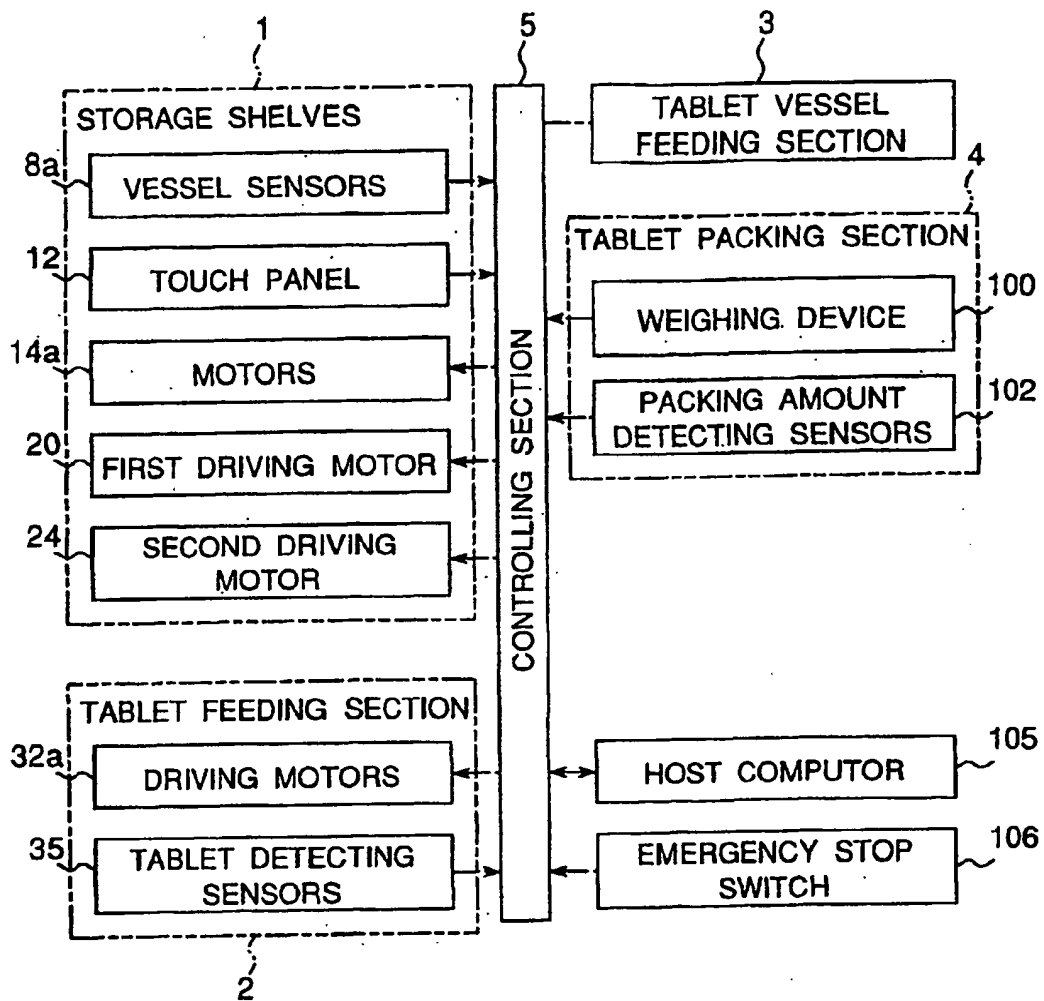 1
5
3
STORAGE SHELVES
8a
VESSEL SENSORS
12
TOUCH PANEL
14a
MOTORS
20
FIRST DRIVING MOTOR
24
SECOND DRIVING
MOTOR
TABLET FEEDING SECTION
32a
DRIVING MOTORS
35
TABLET DETECTING
SENSORS
2
CONTROLLING SECTION
TABLET VESSEL
FEEDING SECTION
4
TABLET PACKING SECTION
100
WEIGHING DEVICE
102
PACKING AMOUNT
DETECTING SENSORS
105
HOST COMPUTOR
106
EMERGENCY STOP
SWITCH